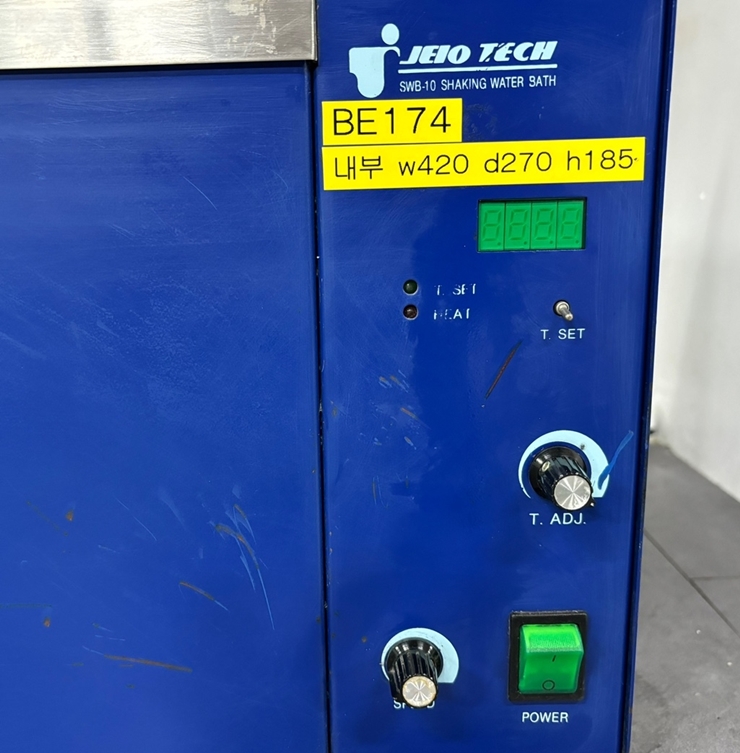 JEIO TECH
SWB-10 SHAKING WATER BATH
BE174
내부 w420 d270 h185
T. SET
HEAT
T. SET
T. ADJ.
POWER